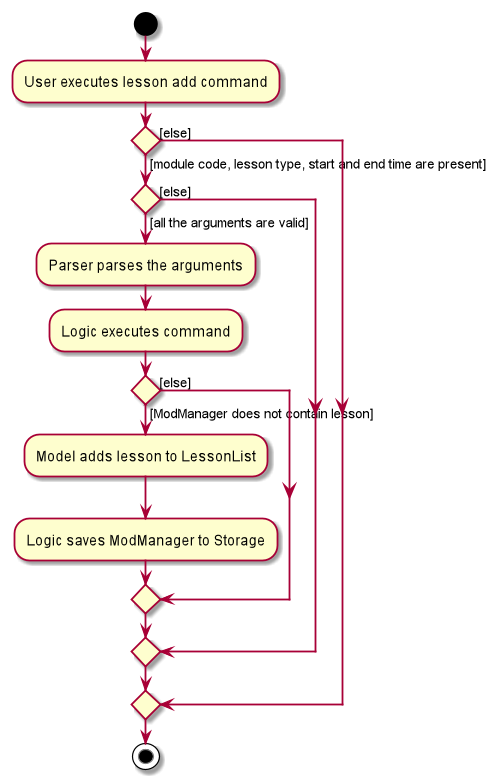 User executes lesson add command
[else]
[module code, lesson type, start and end time are present]
[else]
[all the arguments are valid]
Parser parses the arguments
Logic executes command
[else]
[ModManager does not contain lesson]
Model adds lesson to LessonList
Logic saves ModManager to Storage